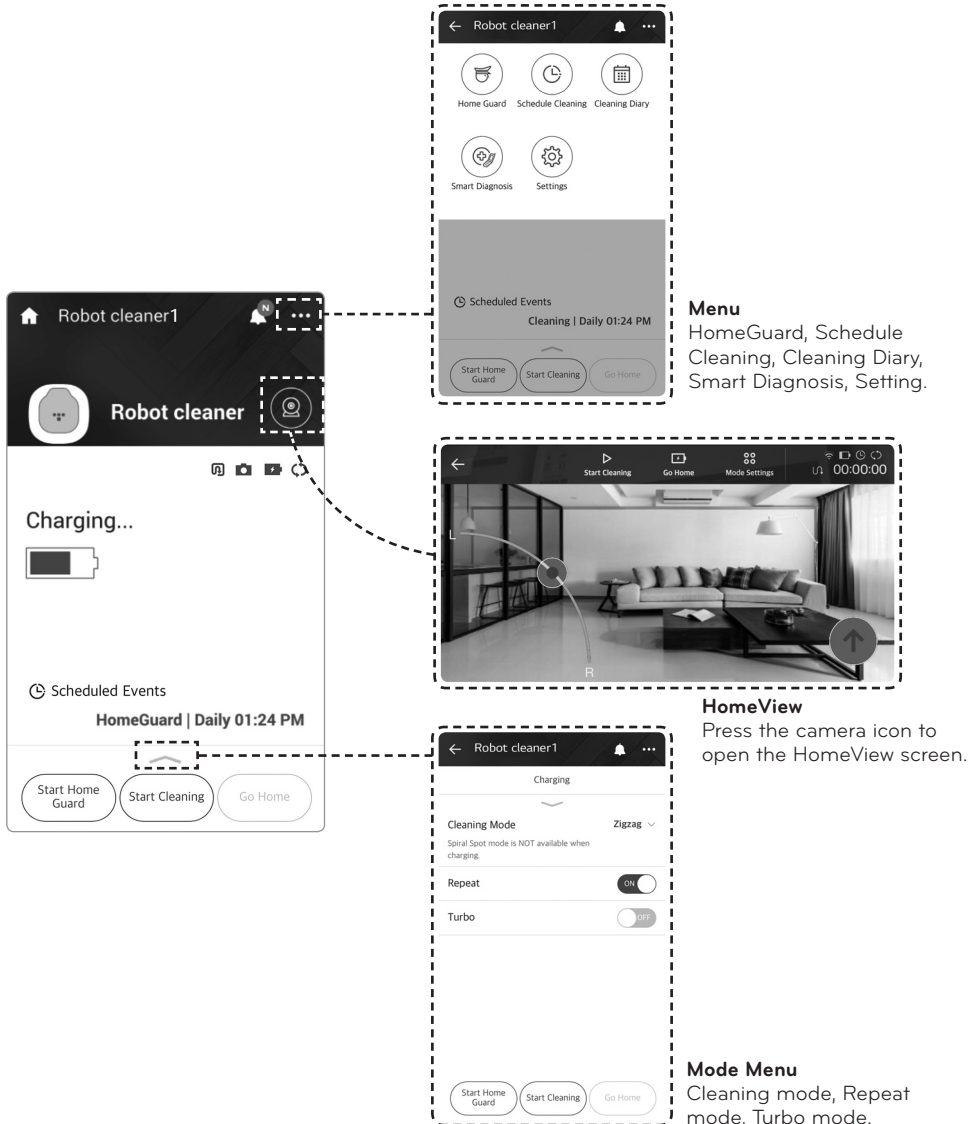 Robot cleaner1
Home Guard
Schedule Cleaning
Cleaning Diary
Smart Diagnosis
Settings
Scheduled Events
Cleaning | Daily 01:24 PM
Start Home
Guard
Start Cleaning
Go Home
Menu
HomeGuard, Schedule
Cleaning, Cleaning Diary,
Smart Diagnosis, Setting.
Robot cleaner1
N
Robot cleaner
Charging...
Scheduled Events
HomeGuard | Daily 01:24 PM
Start Home
Guard
Start Cleaning
Go Home
Start Cleaning
Go Home
Mode Settings
00:00:00
L
R
HomeView
Press the camera icon to
open the HomeView screen.
Robot cleaner1
Charging
Cleaning Mode
Zigzag
Spiral Spot mode is NOT available when
charging.
Repeat
ON
Turbo
OFF
Start Home
Guard
Start Cleaning
Go Home
Mode Menu
Cleaning mode, Repeat
mode, Turbo mode.